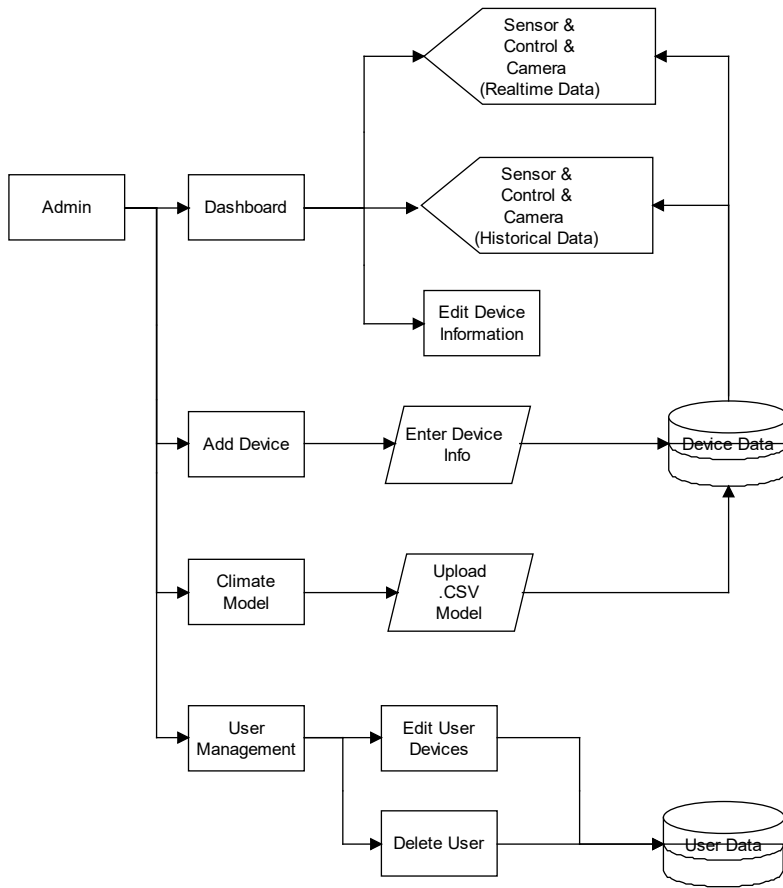 Sensor &
Control &
Camera
(Realtime Data)
Admin
Dashboard
Sensor &
Control &
Camera
(Historical Data)
Edit Device
Information
Add Device
Enter Device
Info
Device Data
Climate
Model
Upload
.CSV
Model
User
Management
Edit User
Devices
Delete User
User Data